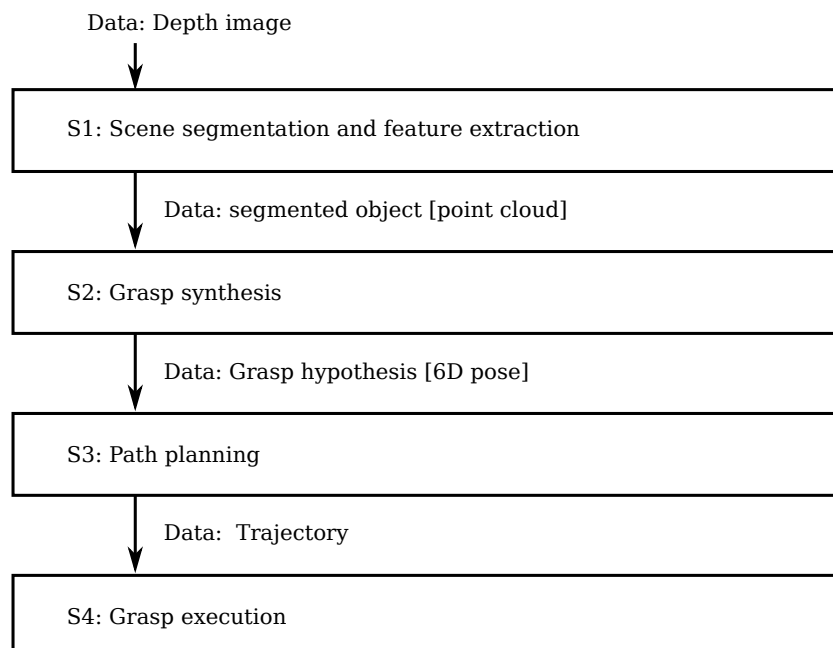 Data: Depth image
S1: Scene segmentation and feature extraction
Data: segmented object [point cloud]
S2: Grasp synthesis
Data: Grasp hypothesis [6D pose]
S3: Path planning
Data:  Trajectory
S4: Grasp execution